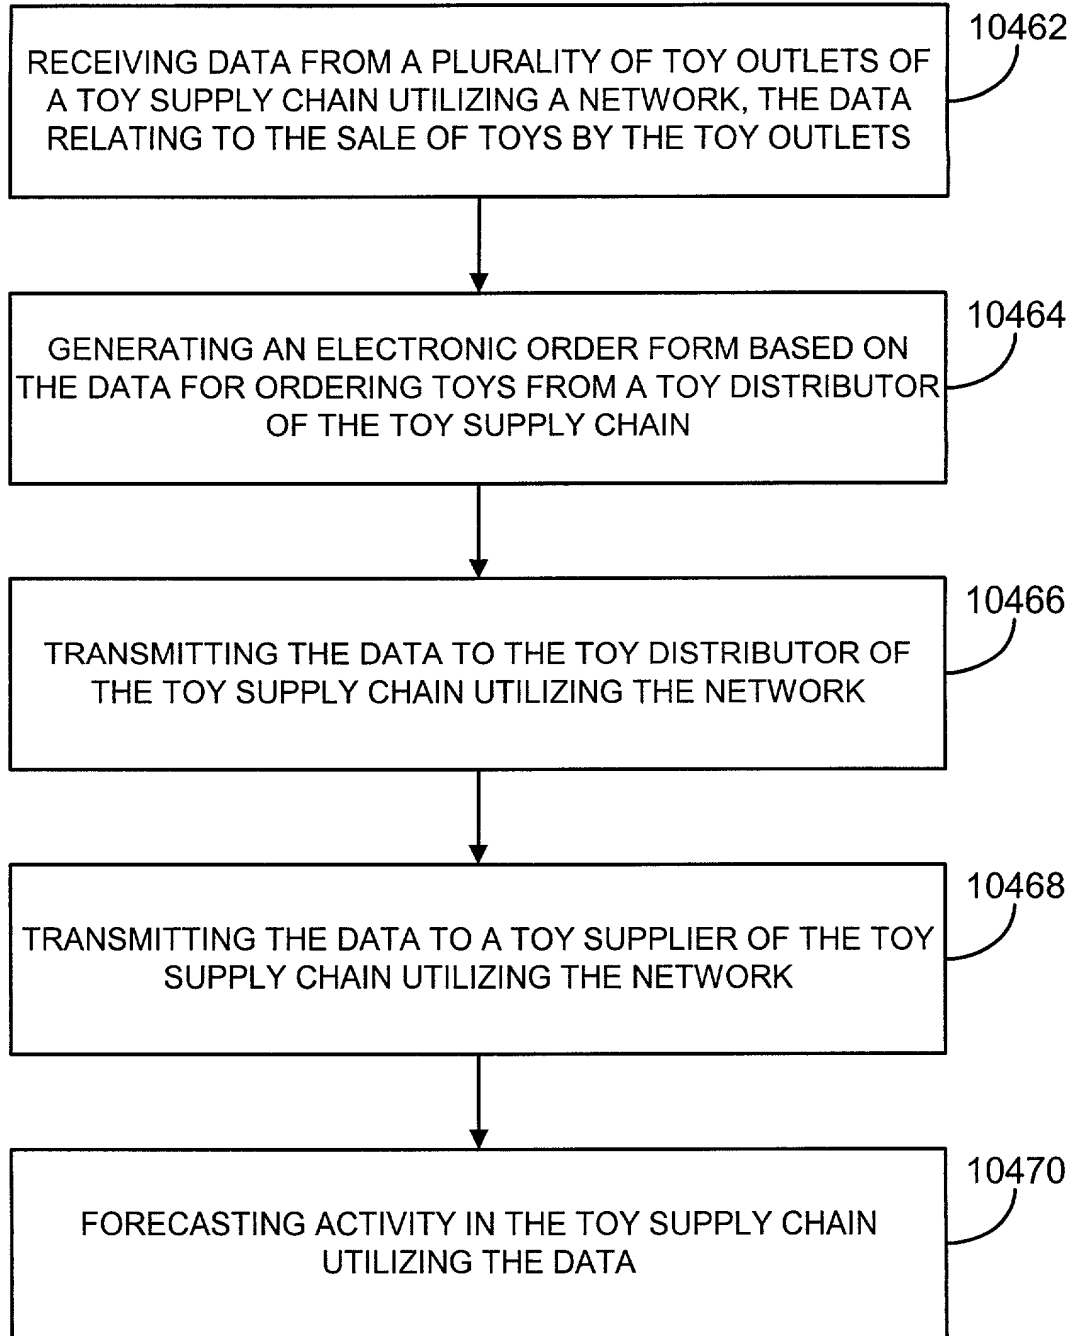 10462
RECEIVING DATA FROM A PLURALITY OF TOY OUTLETS OF
A TOY SUPPLY CHAIN UTILIZING A NETWORK, THE DATA
RELATING TO THE SALE OF TOYS BY THE TOY OUTLETS
10464
GENERATING AN ELECTRONIC ORDER FORM BASED ON
THE DATA FOR ORDERING TOYS FROM A TOY DISTRIBUTOR
OF THE TOY SUPPLY CHAIN
10466
TRANSMITTING THE DATA TO THE TOY DISTRIBUTOR OF
THE TOY SUPPLY CHAIN UTILIZING THE NETWORK
10468
TRANSMITTING THE DATA TO A TOY SUPPLIER OF THE TOY
SUPPLY CHAIN UTILIZING THE NETWORK
10470
FORECASTING ACTIVITY IN THE TOY SUPPLY CHAIN
UTILIZING THE DATA